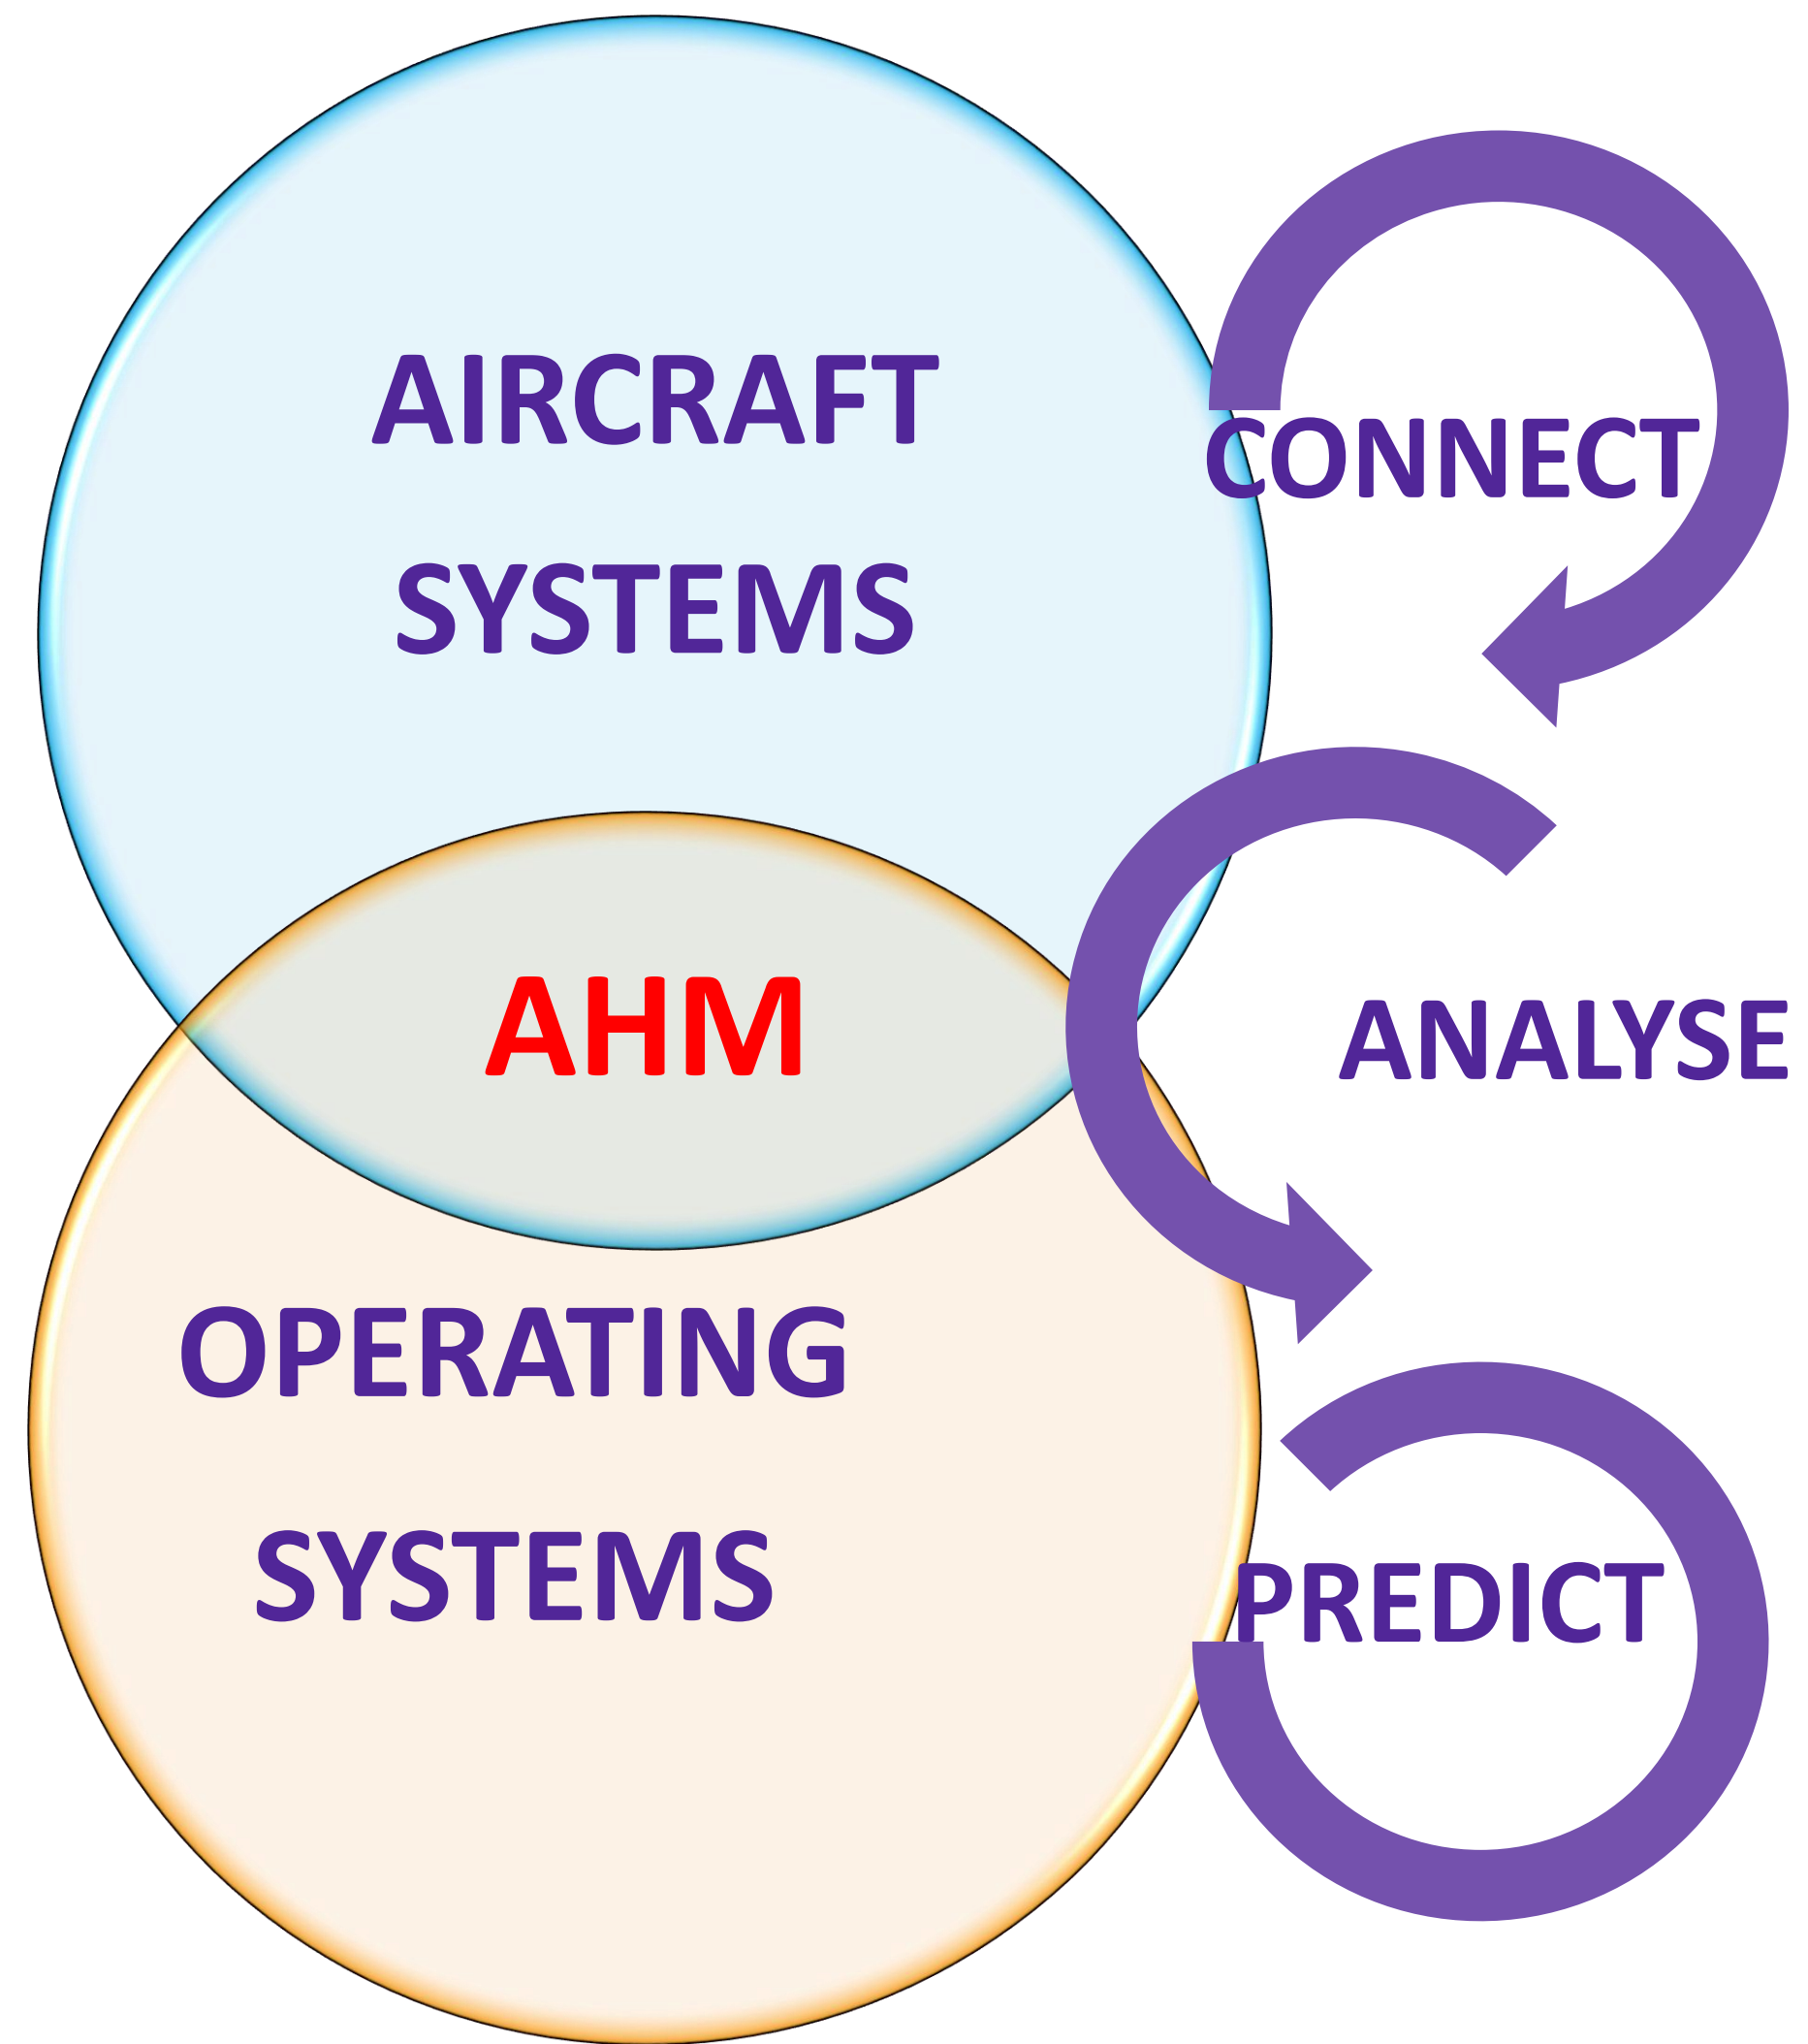 AIRCRAFT
SYSTEMS
AHM
OPERATING
SYSTEMS
CONNECT
ANALYSE
PREDICT